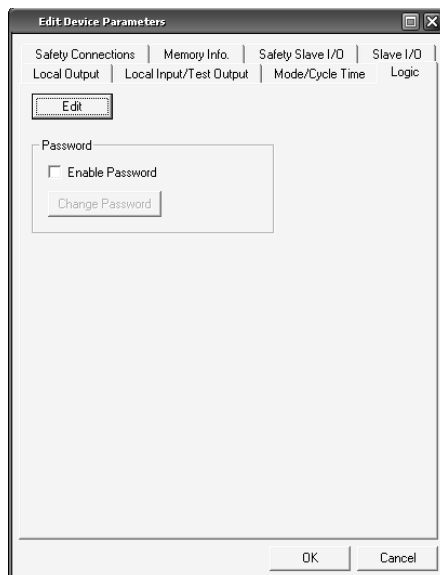 Edit Device Parameters
Safety Connections Memory Info. Safety Slave I/O Slave I/O
Local Output Local Input/Test Output Mode/Cycle Time Logic
Edit
Password
Enable Password
Change Password
OK Cancel